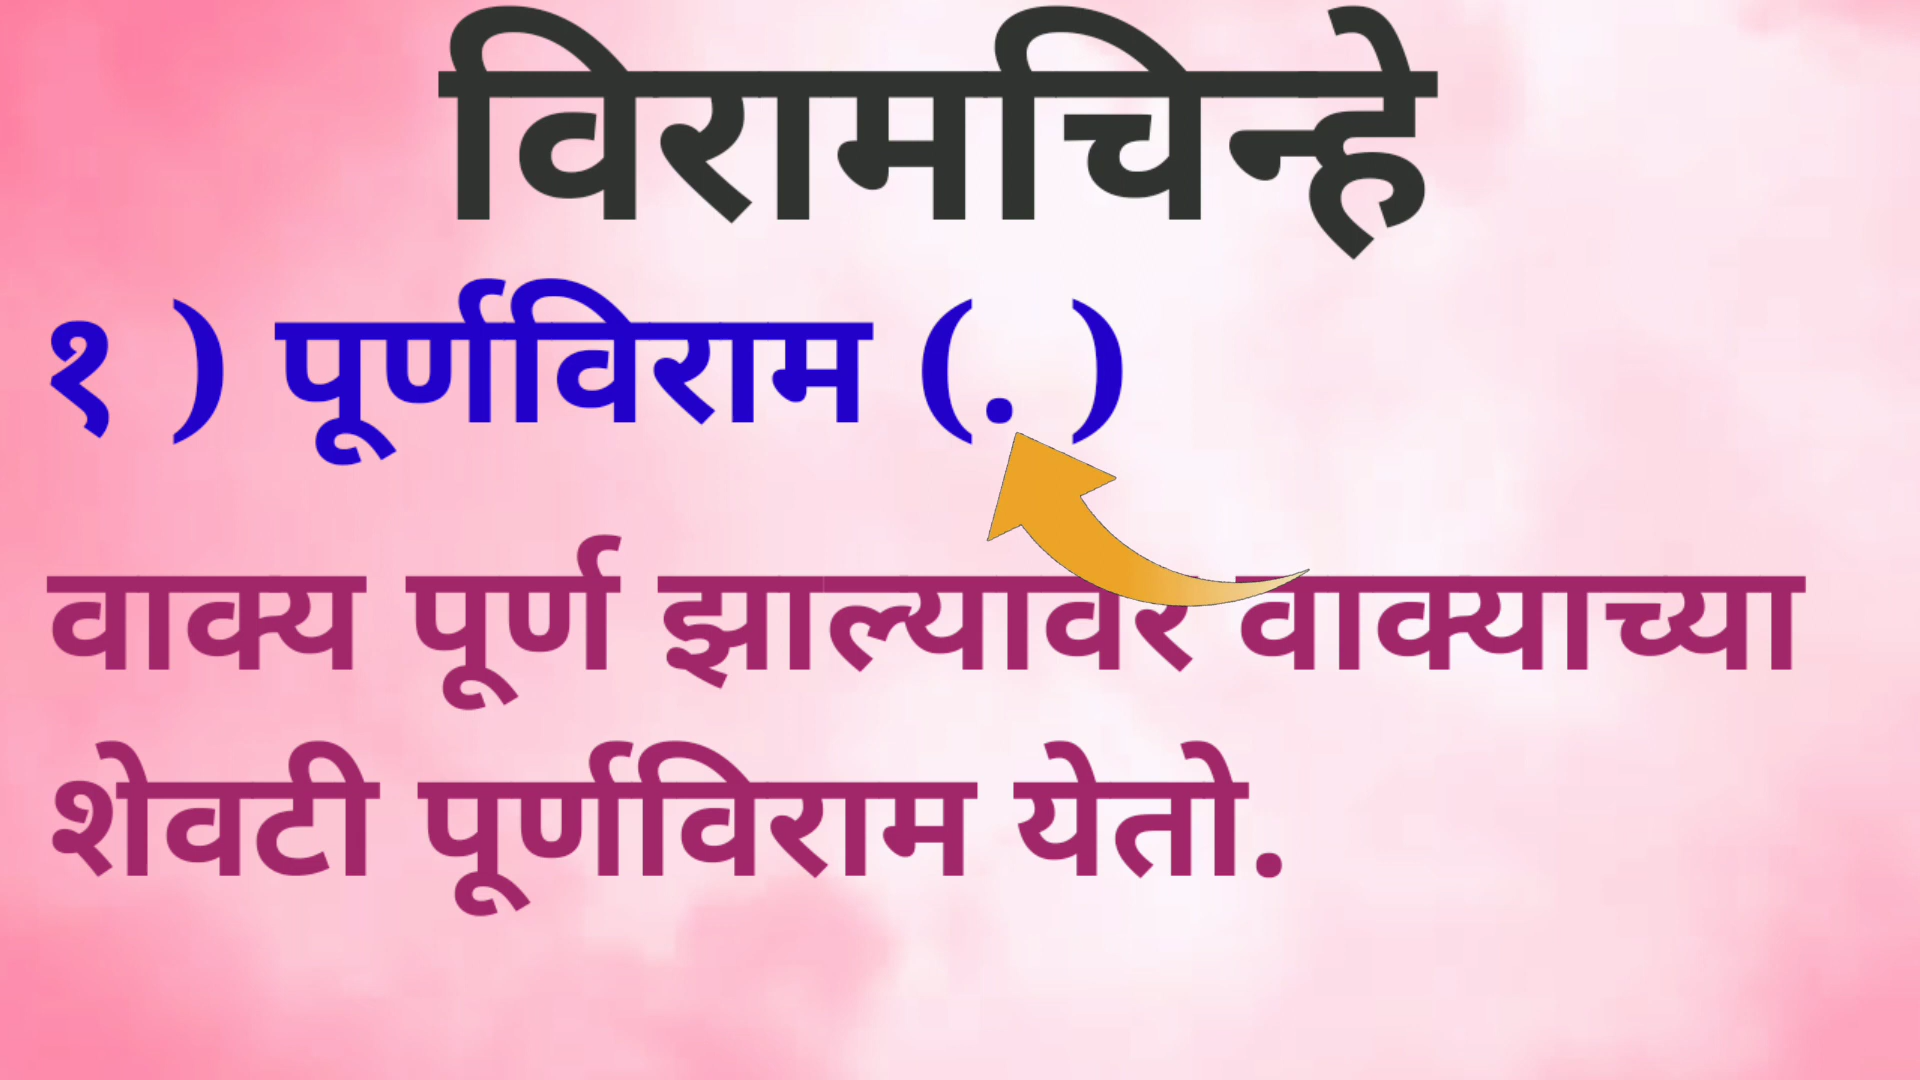 विरामचिन्हे
१ ) पूर्णविराम (. )
वाक्य पूर्ण झाल्यावर वाक्याच्या
शेवटी पूर्णविराम येतो.